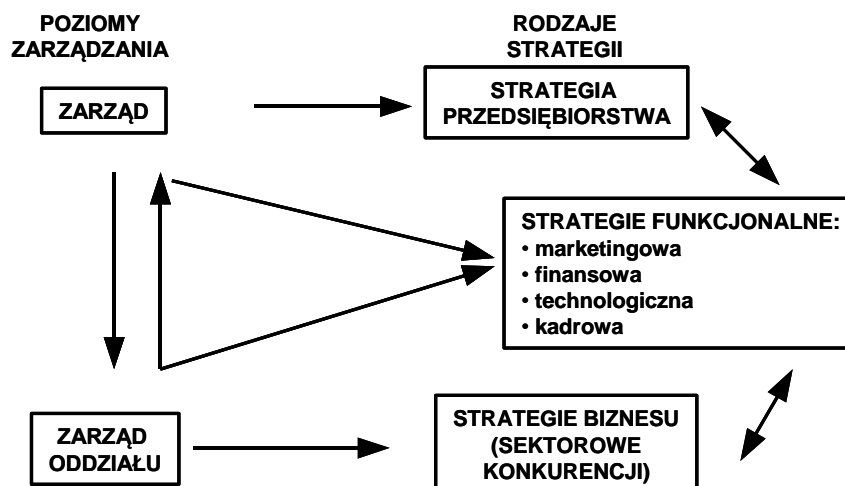 POZIOMY
ZARZĄDZANIA
RODZAJE
STRATEGII
ZARZĄD
STRATEGIA
PRZEDSIĘBIORSTWA
STRATEGIE FUNKCJONALNE:
• marketingowa
• finansowa
• technologiczna
• kadrowa
ZARZĄD
ODDZIAŁU
STRATEGIE BIZNESU
(SEKTOROWE
KONKURENCJI)